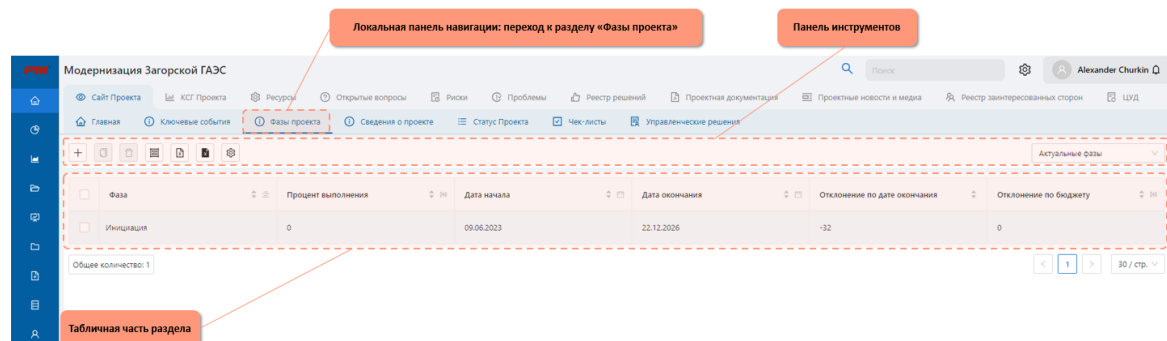 Локальная панель навигации: переход к разделу «Фазы проекта»
Панель инструментов
PM
Модернизация Загорской ГАЭС
Поиск
A
Alexander Churkin
Сайт Проекта
КСГ Проекта
Ресурсы
Открытые вопросы
Риски
Проблемы
Реестр решений
Проектная документация
Проектные новости и медиа
Реестр заинтересованных сторон
ЦУД
Главная
Ключевые события
Фазы проекта
Сведения о проекте
Статус Проекта
Чек-листы
Управленческие решения
Актуальные фазы
Фаза
Процент выполнения
Дата начала
Дата окончания
Отклонение по дате окончания
Отклонение по бюджету
Инициация
0
09.06.2023
22.12.2026
-32
0
Общее количество: 1
< 1 >
30 / стр.
Табличная часть раздела